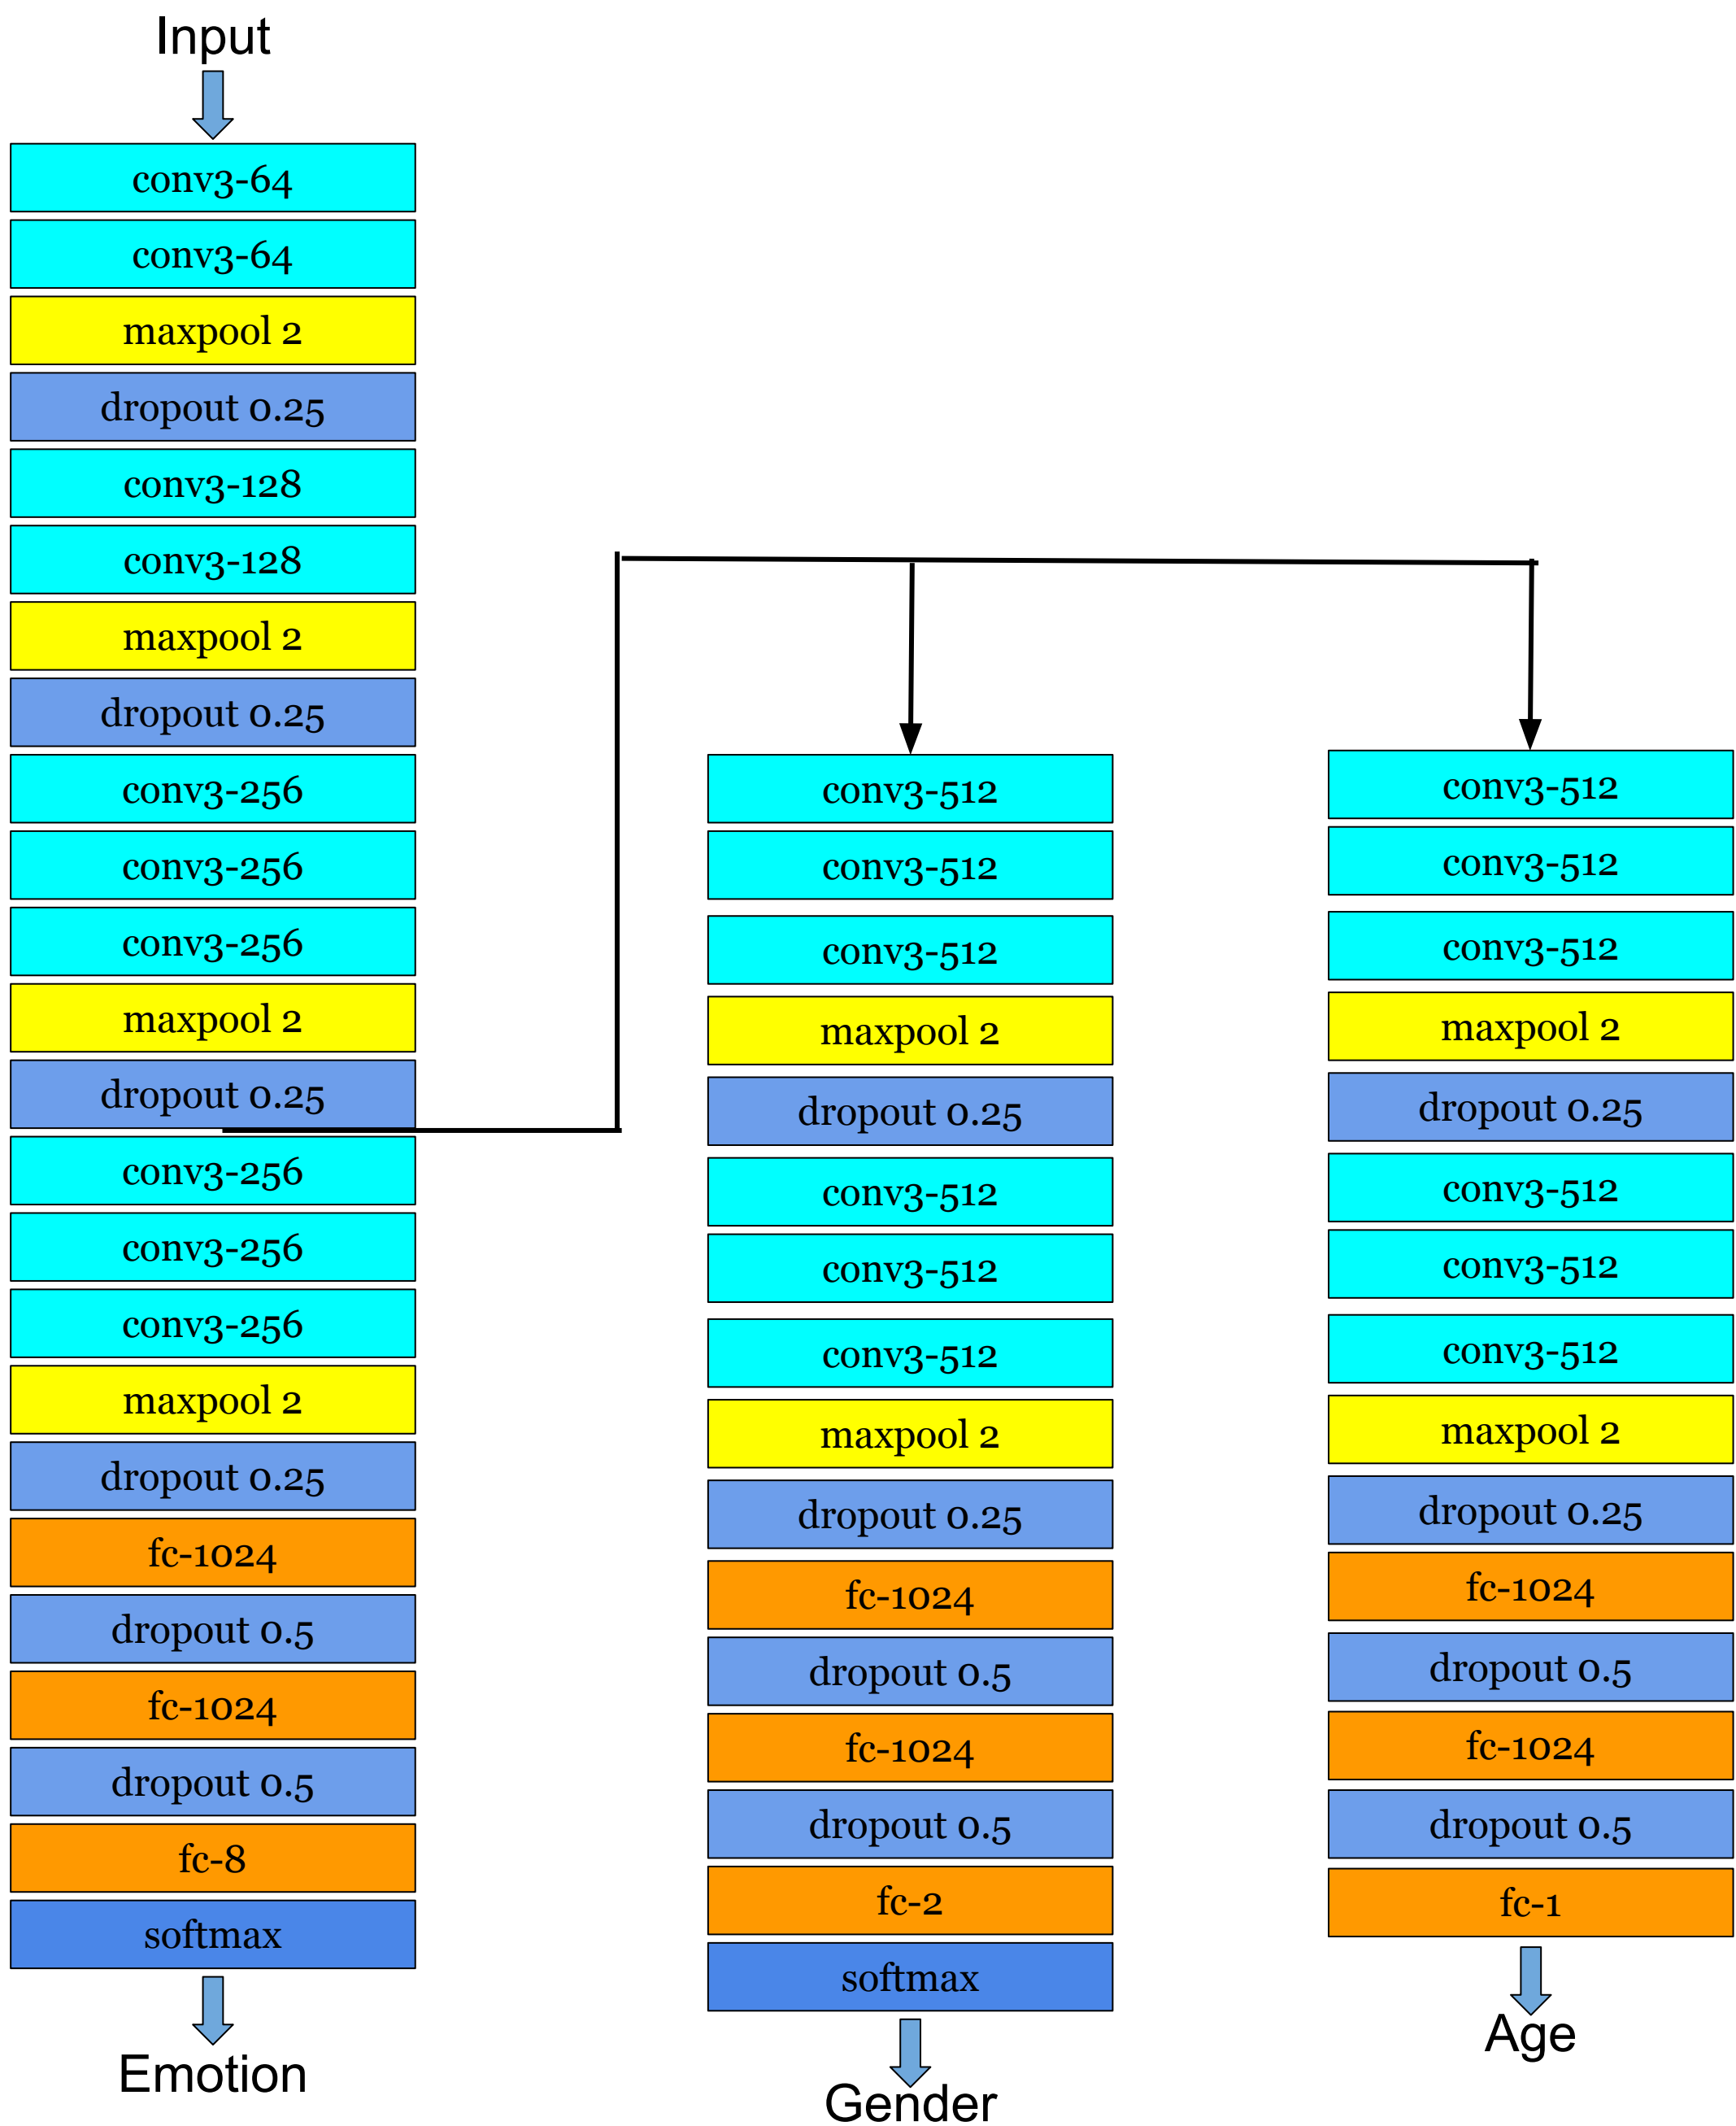 Input
conv3-64
conv3-64
maxpool 2
dropout 0.25
conv3-128
conv3-128
maxpool 2
dropout 0.25
conv3-256
conv3-256
conv3-256
maxpool 2
dropout 0.25
conv3-256
conv3-256
conv3-256
maxpool 2
dropout 0.25
fc-1024
dropout 0.5
fc-1024
dropout 0.5
fc-8
softmax
Emotion
conv3-512
conv3-512
conv3-512
maxpool 2
dropout 0.25
conv3-512
conv3-512
conv3-512
maxpool 2
dropout 0.25
fc-1024
dropout 0.5
fc-1024
dropout 0.5
fc-2
softmax
Gender
conv3-512
conv3-512
conv3-512
maxpool 2
dropout 0.25
conv3-512
conv3-512
conv3-512
maxpool 2
dropout 0.25
fc-1024
dropout 0.5
fc-1024
dropout 0.5
fc-1
Age